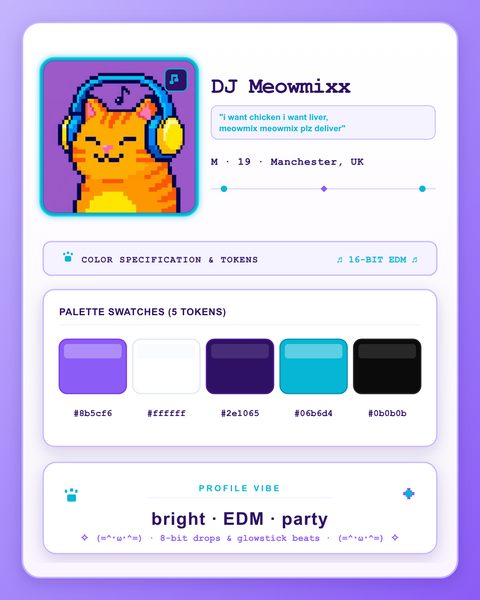 DJ Meowmixx
"i want chicken i want liver,
meowmix meowmix plz deliver"
M · 19 · Manchester, UK
COLOR SPECIFICATION & TOKENS
♫ 16-BIT EDM ♫
PALETTE SWATCHES (5 TOKENS)
#8b5cf6 #ffffff #2e1065 #06b6d4 #0b0b0b
PROFILE VIBE
bright · EDM · party
✧ (=^·ω·^=) · 8-bit drops & glowstick beats · (=^·ω·^=) ✧